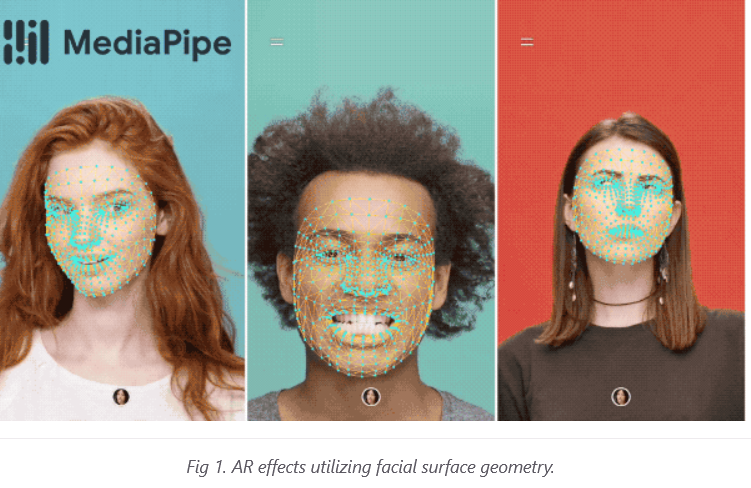 MediaPipe
Fig 1. AR effects utilizing facial surface geometry.